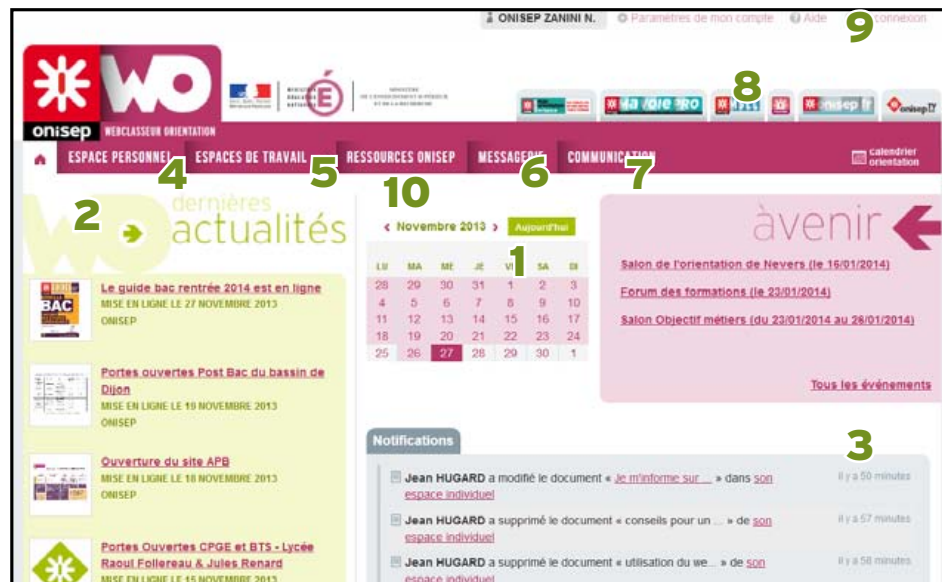 ONISEP ZANINI N. Paramètres de mon compte Aide connexion
9
8
WO
onisep WEBCLASSEUR ORIENTATION
MA VOIE PRO onisep.fr OnisepTV
ESPACE PERSONNEL ESPACES DE TRAVAIL RESSOURCES ONISEP MESSAGERIE COMMUNICATION calendrier
orientation
4 5 6 7
10
2
WO dernières
actualités
Novembre 2013 Aujourd'hui
1
LU MA ME JE VE SA DI
28 29 30 31 1 2 3
4 5 6 7 8 9 10
11 12 13 14 15 16 17
18 19 20 21 22 23 24
25 26 27 28 29 30 1
àvenir
Salon de l'orientation de Nevers (le 16/01/2014)
Forum des formations (le 23/01/2014)
Salon Objectif métiers (du 23/01/2014 au 26/01/2014)
Tous les événements
BAC
Le guide bac rentrée 2014 est en ligne
MISE EN LIGNE LE 27 NOVEMBRE 2013
ONISEP
Portes ouvertes Post Bac du bassin de
Dijon
MISE EN LIGNE LE 19 NOVEMBRE 2013
ONISEP
Ouverture du site APB
MISE EN LIGNE LE 18 NOVEMBRE 2013
ONISEP
Portes Ouvertes CPGE et BTS - Lycée
Raoul Follereau & Jules Renard
MISE EN LIGNE LE 15 NOVEMBRE 2013
Notifications
3
Jean HUGARD a modifié le document « Je m'informe sur ... » dans son il y a 50 minutes
espace individuel
Jean HUGARD a supprimé le document « conseils pour un ... » de son il y a 57 minutes
espace individuel
Jean HUGARD a supprimé le document « utilisation du we... » de son il y a 58 minutes
espace individuel